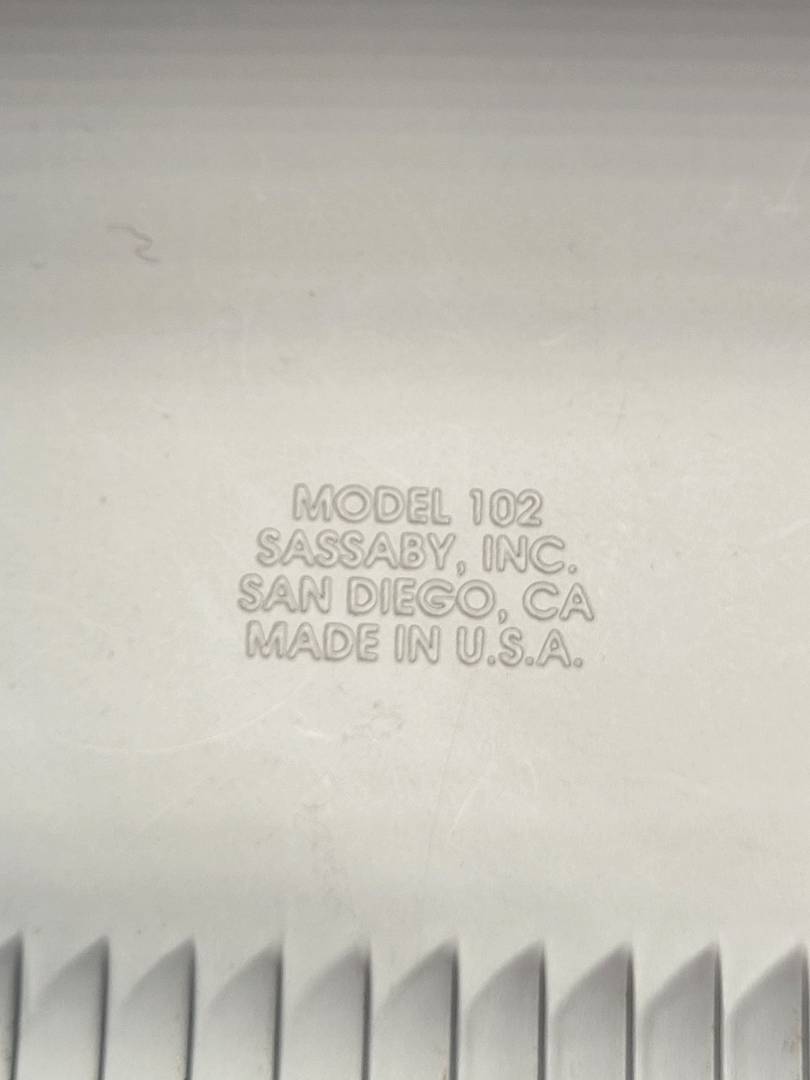 MODEL 102
SASSABY, INC.
SAN DIEGO, CA
MADE IN U.S.A.